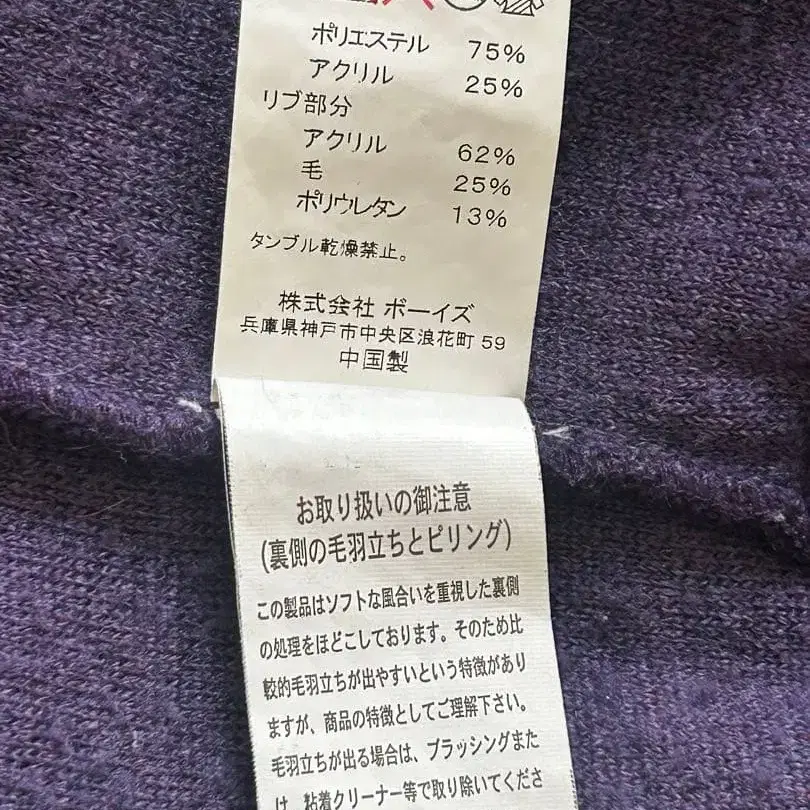 ポリエステル 75%
アクリル 25%
リブ部分
アクリル 62%
毛 25%
ポリウレタン 13%
タンブル乾燥禁止。
株式会社 ボーイズ
兵庫県神戸市中央区浪花町 59
中国製
お取り扱いの御注意
(裏側の毛羽立ちとピリング)
この製品はソフトな風合いを重視した裏側
の処理をほどこしております。そのため比
較的毛羽立ちが出やすいという特徴があり
ますが、商品の特徴としてご理解下さい。
毛羽立ちが出る場合は、ブラッシングまた
は、粘着クリーナー等で取り除いてくださ